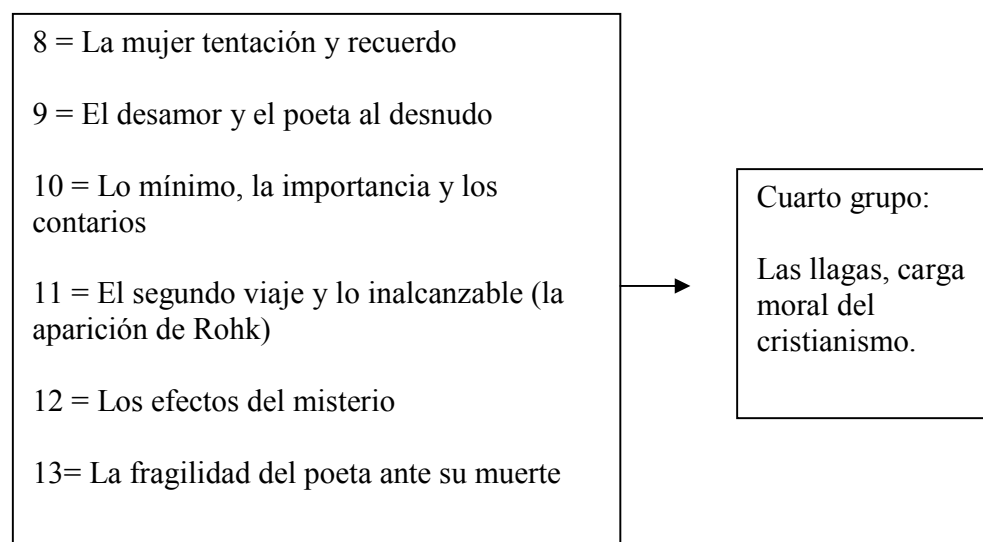 8 = La mujer tentación y recuerdo
9 = El desamor y el poeta al desnudo
10 = Lo mínimo, la importancia y los
contarios
11 = El segundo viaje y lo inalcanzable (la
aparición de Rohk)
12 = Los efectos del misterio
13= La fragilidad del poeta ante su muerte
Cuarto grupo:
Las llagas, carga
moral del
cristianismo.